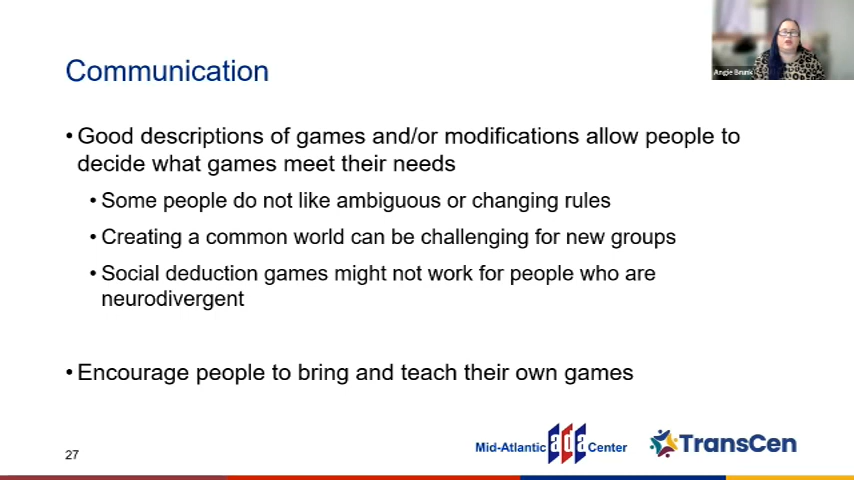 Angie Brunk
Communication
• Good descriptions of games and/or modifications allow people to
decide what games meet their needs
• Some people do not like ambiguous or changing rules
• Creating a common world can be challenging for new groups
• Social deduction games might not work for people who are
neurodivergent
• Encourage people to bring and teach their own games
27
Mid-Atlantic ada Center
TransCen